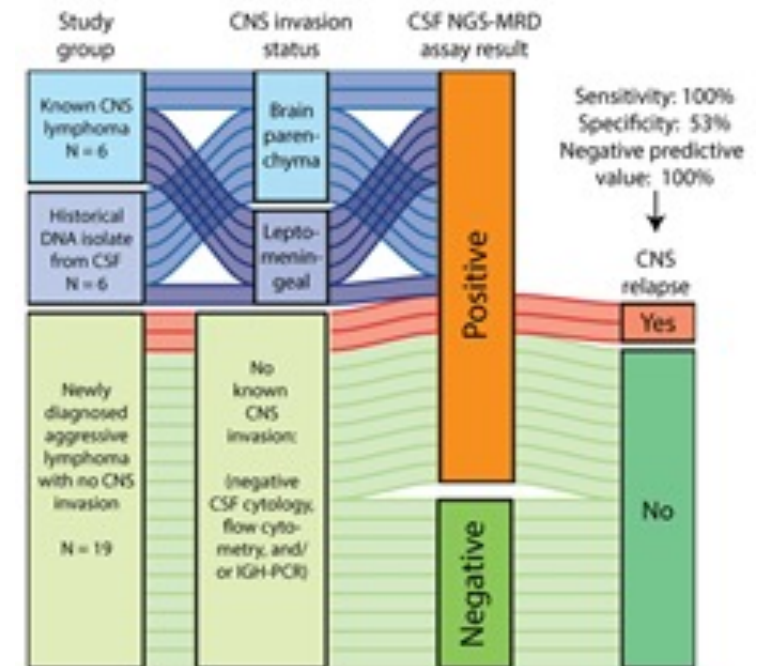 Study
group
CNS invasion
status
CSF NGS-MRD
assay result
Known CNS
lymphoma
N = 6
Brain
paren-
chyma
Sensitivity: 100%
Specificity: 53%
Negative predictive
value: 100%
Historical
DNA isolate
from CSF
N = 6
Lepto-
menin-
geal
Positive
CNS
relapse
Yes
Newly
diagnosed
aggressive
lymphoma
with no CNS
invasion
N = 19
No
known
CNS
invasion:
(negative
CSF cytology,
flow cyto-
metry, and/
or IGH-PCR)
Negative
No